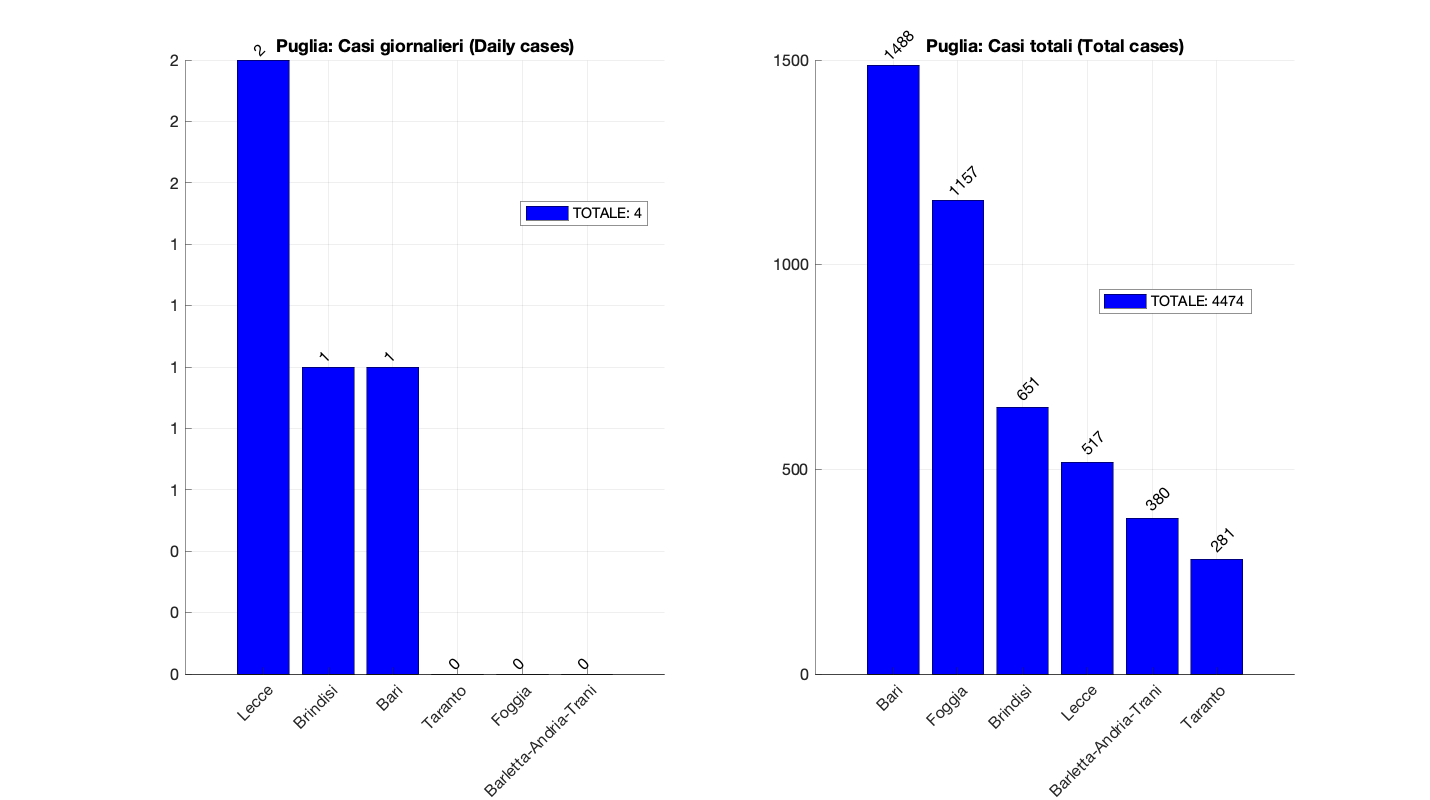 Puglia: Casi giornalieri (Daily cases)
2
2
2
2
1
1
1
1
1
0
0
0
1
1
0
0
0
TOTALE: 4
Lecce
Brindisi
Bari
Taranto
Foggia
Barletta-Andria-Trani
Puglia: Casi totali (Total cases)
1500
1000
500
0
1488
1157
651
517
380
281
TOTALE: 4474
Bari
Foggia
Brindisi
Lecce
Barletta-Andria-Trani
Taranto